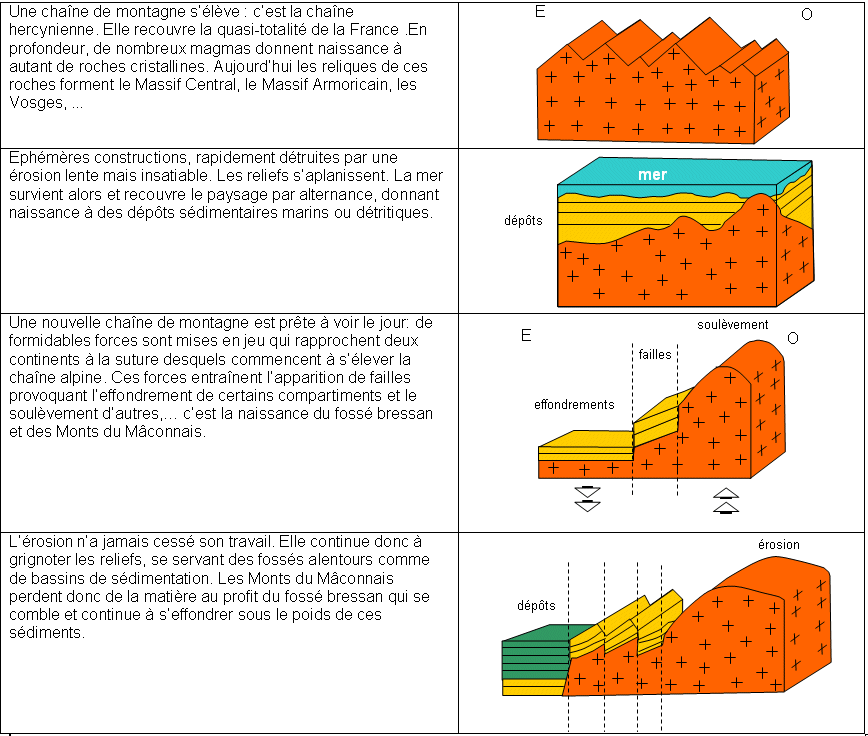 Une chaîne de montagne s'élève : c'est la chaîne
hercynienne. Elle recouvre la quasi-totalité de la France .En
profondeur, de nombreux magmas donnent naissance à
autant de roches cristallines. Aujourd'hui les reliques de ces
roches forment le Massif Central, le Massif Armoricain, les
Vosges, ...
E
O
Ephémères constructions, rapidement détruites par une
érosion lente mais insatiable. Les reliefs s'aplanissent. La mer
survient alors et recouvre le paysage par alternance, donnant
naissance à des dépôts sédimentaires marins ou détritiques.
mer
dépôts
Une nouvelle chaîne de montagne est prête à voir le jour: de
formidables forces sont mises en jeu qui rapprochent deux
continents à la suture desquels commencent à s'élever la
chaîne alpine. Ces forces entraînent l'apparition de failles
provoquant l'effondrement de certains compartiments et le
soulèvement d'autres,... c'est la naissance du fossé bressan
et des Monts du Mâconnais.
soulèvement
E
O
failles
effondrements
L'érosion n'a jamais cessé son travail. Elle continue donc à
grignoter les reliefs, se servant des fossés alentours comme
de bassins de sédimentation. Les Monts du Mâconnais
perdent donc de la matière au profit du fossé bressan qui se
comble et continue à s'effondrer sous le poids de ces
sédiments.
érosion
dépôts